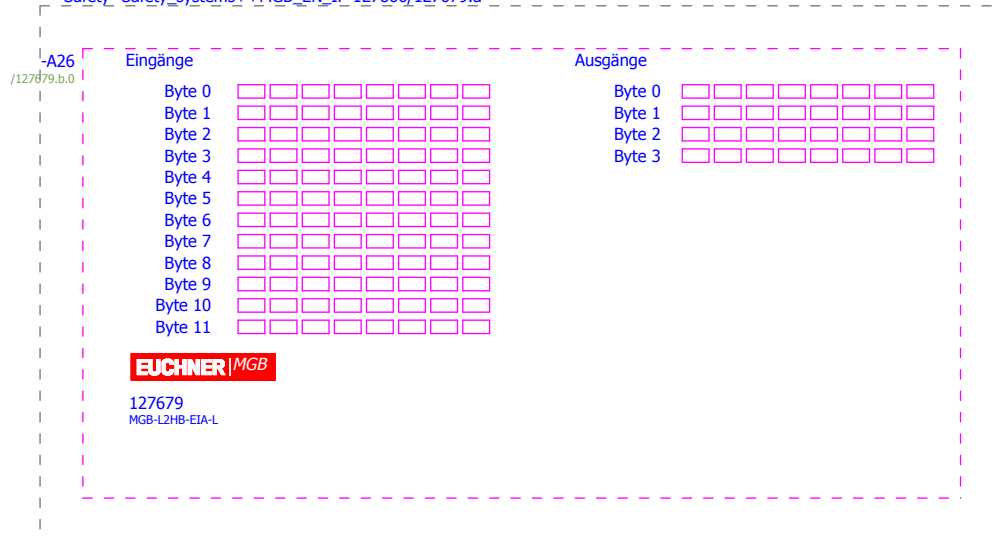 -A26
/127679.b.0
Eingänge
Ausgänge
Byte 0
Byte 0
Byte 1
Byte 1
Byte 2
Byte 2
Byte 3
Byte 3
Byte 4
Byte 5
Byte 6
Byte 7
Byte 8
Byte 9
Byte 10
Byte 11
EUCHNER MGB
127679
MGB-L2HB-EIA-L